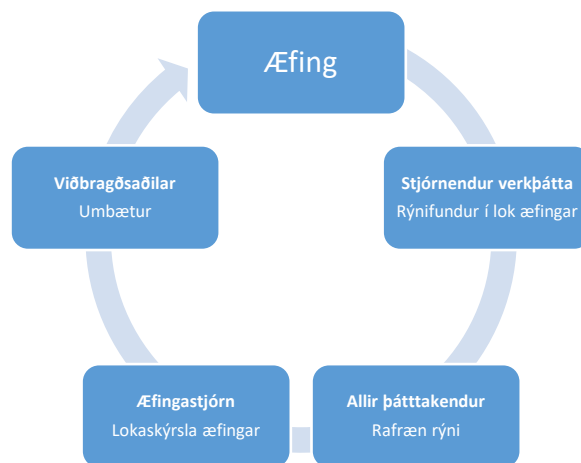 Æfing
Stjórnendur verkþátta
Rýnifundur í lok æfingar
Allir þátttakendur
Rafræn rýni
Æfingastjórn
Lokaskýrsla æfingar
Viðbragðsaðilar
Umbætur